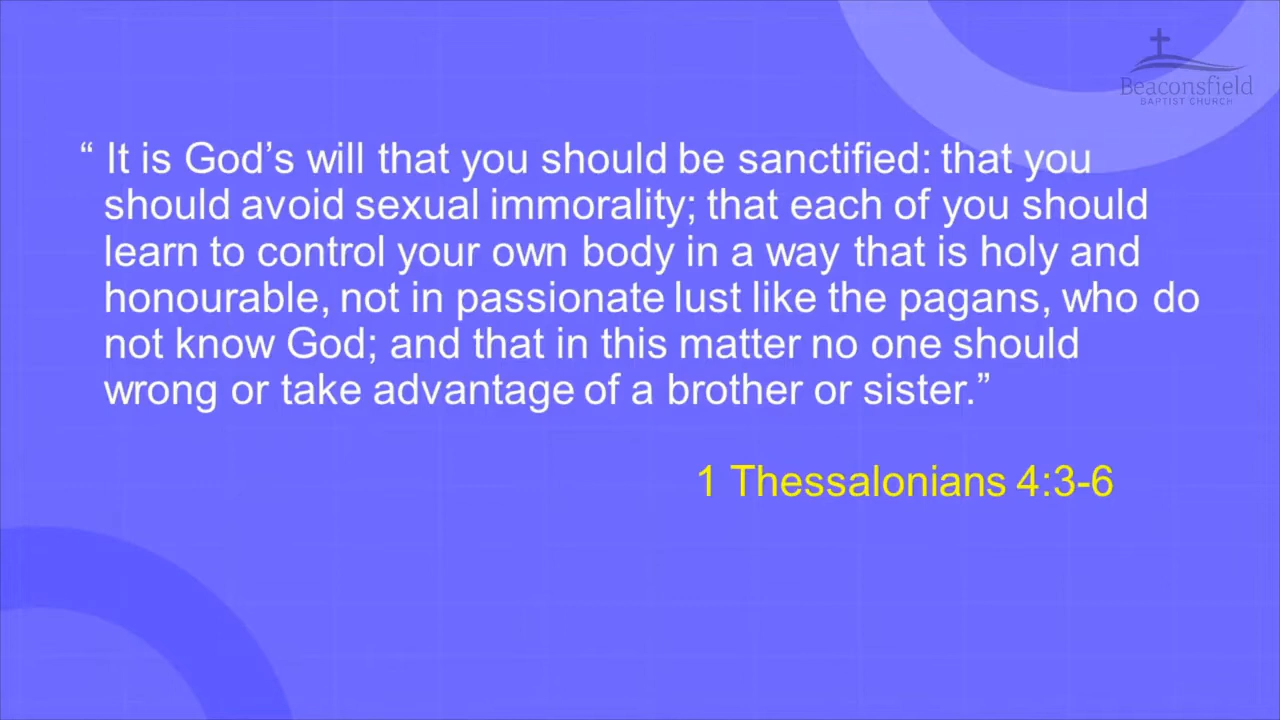 Beaconsfield
BAPTIST CHURCH
“ It is God’s will that you should be sanctified: that you
should avoid sexual immorality; that each of you should
learn to control your own body in a way that is holy and
honourable, not in passionate lust like the pagans, who do
not know God; and that in this matter no one should
wrong or take advantage of a brother or sister.”
1 Thessalonians 4:3-6